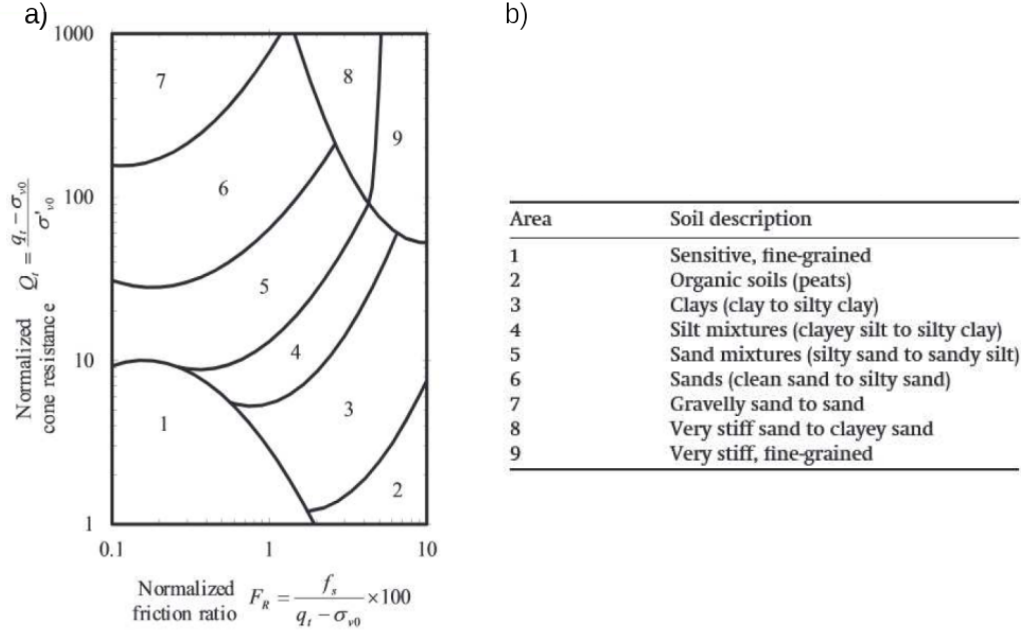 a)
b)
1000
100
10
1
0.1
1
10
7
8
9
6
5
4
3
1
2
Normalized cone resistance Q_t = (q_t − σ_v0) / σ'_v0
Normalized friction ratio F_R = f_s / (q_t − σ_v0) ×100
Area Soil description
1 Sensitive, fine-grained
2 Organic soils (peats)
3 Clays (clay to silty clay)
4 Silt mixtures (clayey silt to silty clay)
5 Sand mixtures (silty sand to sandy silt)
6 Sands (clean sand to silty sand)
7 Gravelly sand to sand
8 Very stiff sand to clayey sand
9 Very stiff, fine-grained